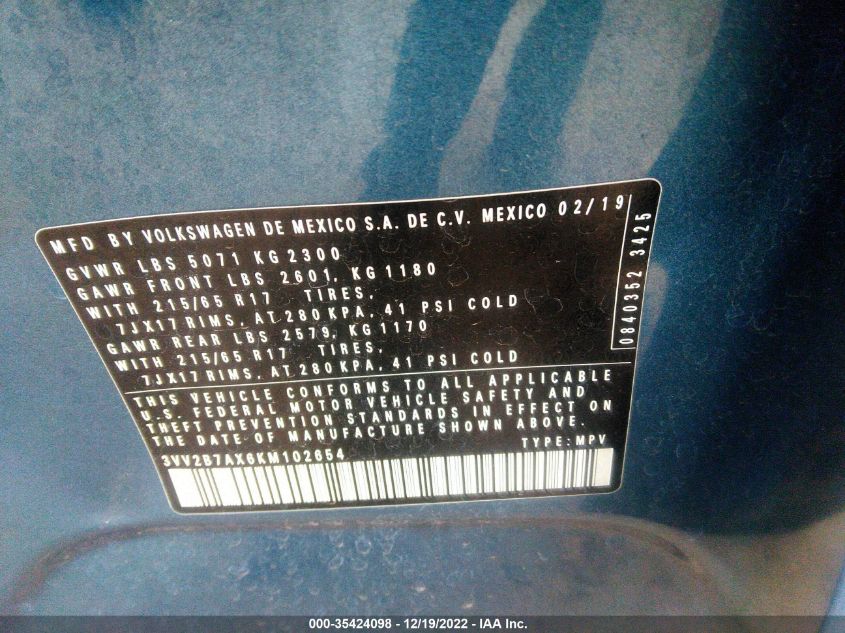 MFD BY VOLKSWAGEN DE MEXICO S.A. DE C.V. MEXICO 02/19
GVWR LBS 5071 KG 2300
GAWR FRONT LBS 2601, KG 1180
WITH 215/65 R17 TIRES,
7JX17 RIMS, AT 280 KPA, 41 PSI COLD
GAWR REAR LBS 2579, KG 1170
WITH 215/65 R17 TIRES,
7JX17 RIMS, AT 280 KPA, 41 PSI COLD
0840352 3425
THIS VEHICLE CONFORMS TO ALL APPLICABLE
U.S. FEDERAL MOTOR VEHICLE SAFETY AND
THEFT PREVENTION STANDARDS IN EFFECT ON
THE DATE OF MANUFACTURE SHOWN ABOVE.
3VV2B7AX6KM102654 TYPE: MPV
000-35424098 - 12/19/2022 - IAA Inc.